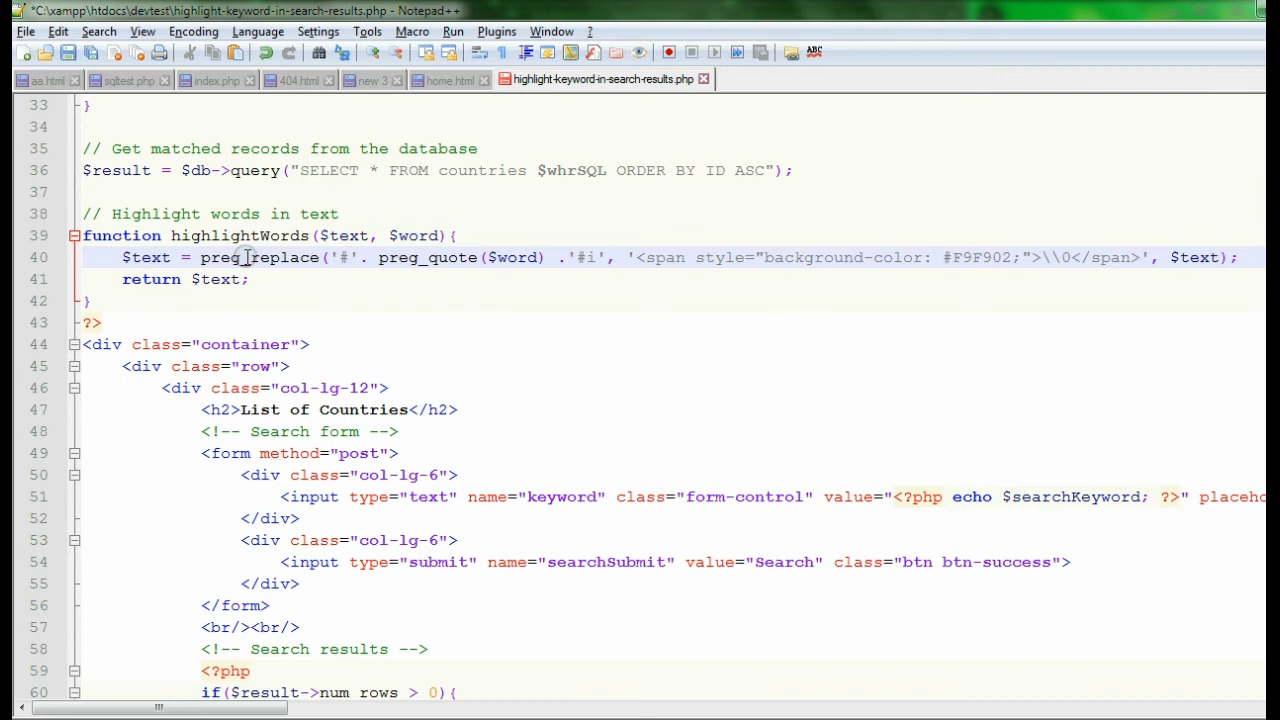 *C:\xampp\htdocs\devtest\highlight-keyword-in-search-results.php - Notepad++
File Edit Search View Encoding Language Settings Tools Macro Run Plugins Window ?
aa.html sqltest.php index.php 404.html new 3 home.html highlight-keyword-in-search-results.php
33 }
34
35 // Get matched records from the database
36 $result = $db->query("SELECT * FROM countries $whrSQL ORDER BY ID ASC");
37
38 // Highlight words in text
39 function highlightWords($text, $word){
40 $text = preg_replace('#'. preg_quote($word) .'#i', '<span style="background-color: #F9F902;">\\0</span>', $text);
41 return $text;
42 }
43 ?>
44 <div class="container">
45 <div class="row">
46 <div class="col-lg-12">
47 <h2>List of Countries</h2>
48 <!-- Search form -->
49 <form method="post">
50 <div class="col-lg-6">
51 <input type="text" name="keyword" class="form-control" value="<?php echo $searchKeyword; ?>" placeho
52 </div>
53 <div class="col-lg-6">
54 <input type="submit" name="searchSubmit" value="Search" class="btn btn-success">
55 </div>
56 </form>
57 <br/><br/>
58 <!-- Search results -->
59 <?php
60 if($result->num_rows > 0){